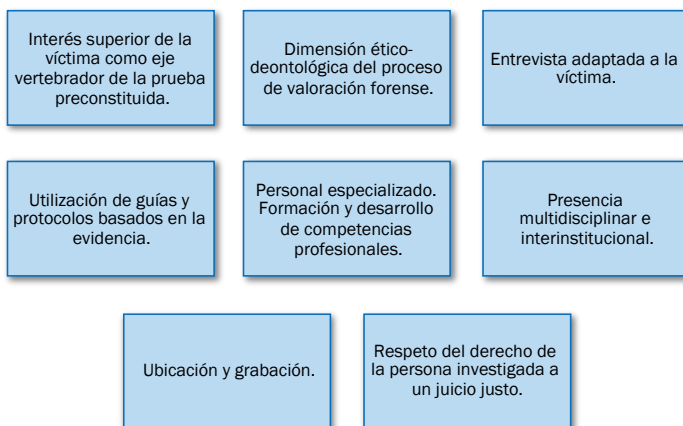 Interés superior de la
víctima como eje
vertebrador de la prueba
preconstituida.
Dimensión ético-
deontológica del proceso
de valoración forense.
Entrevista adaptada a la
víctima.
Utilización de guías y
protocolos basados en la
evidencia.
Personal especializado.
Formación y desarrollo
de competencias
profesionales.
Presencia
multidisciplinar e
interinstitucional.
Ubicación y grabación.
Respeto del derecho de
la persona investigada a
un juicio justo.